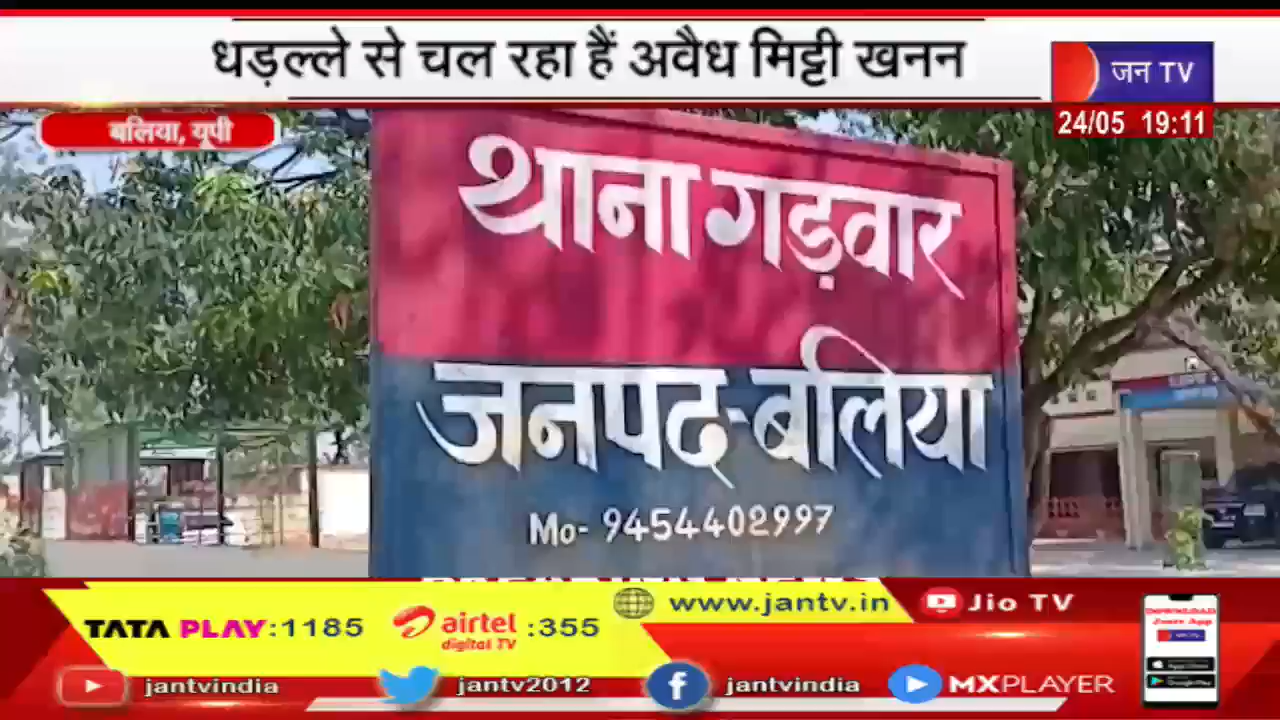 धड़ल्ले से चल रहा हैं अवैध मिट्टी खनन
जन TV
24/05 19:11
बलिया, यूपी
थाना गड़वार
जनपद-बलिया
Mo- 9454402997
TATA PLAY:1185
airtel digital TV :355
www.jantv.in
Jio TV
DOWNLOAD
jantvindia
jantv2012
jantvindia
MXPLAYER